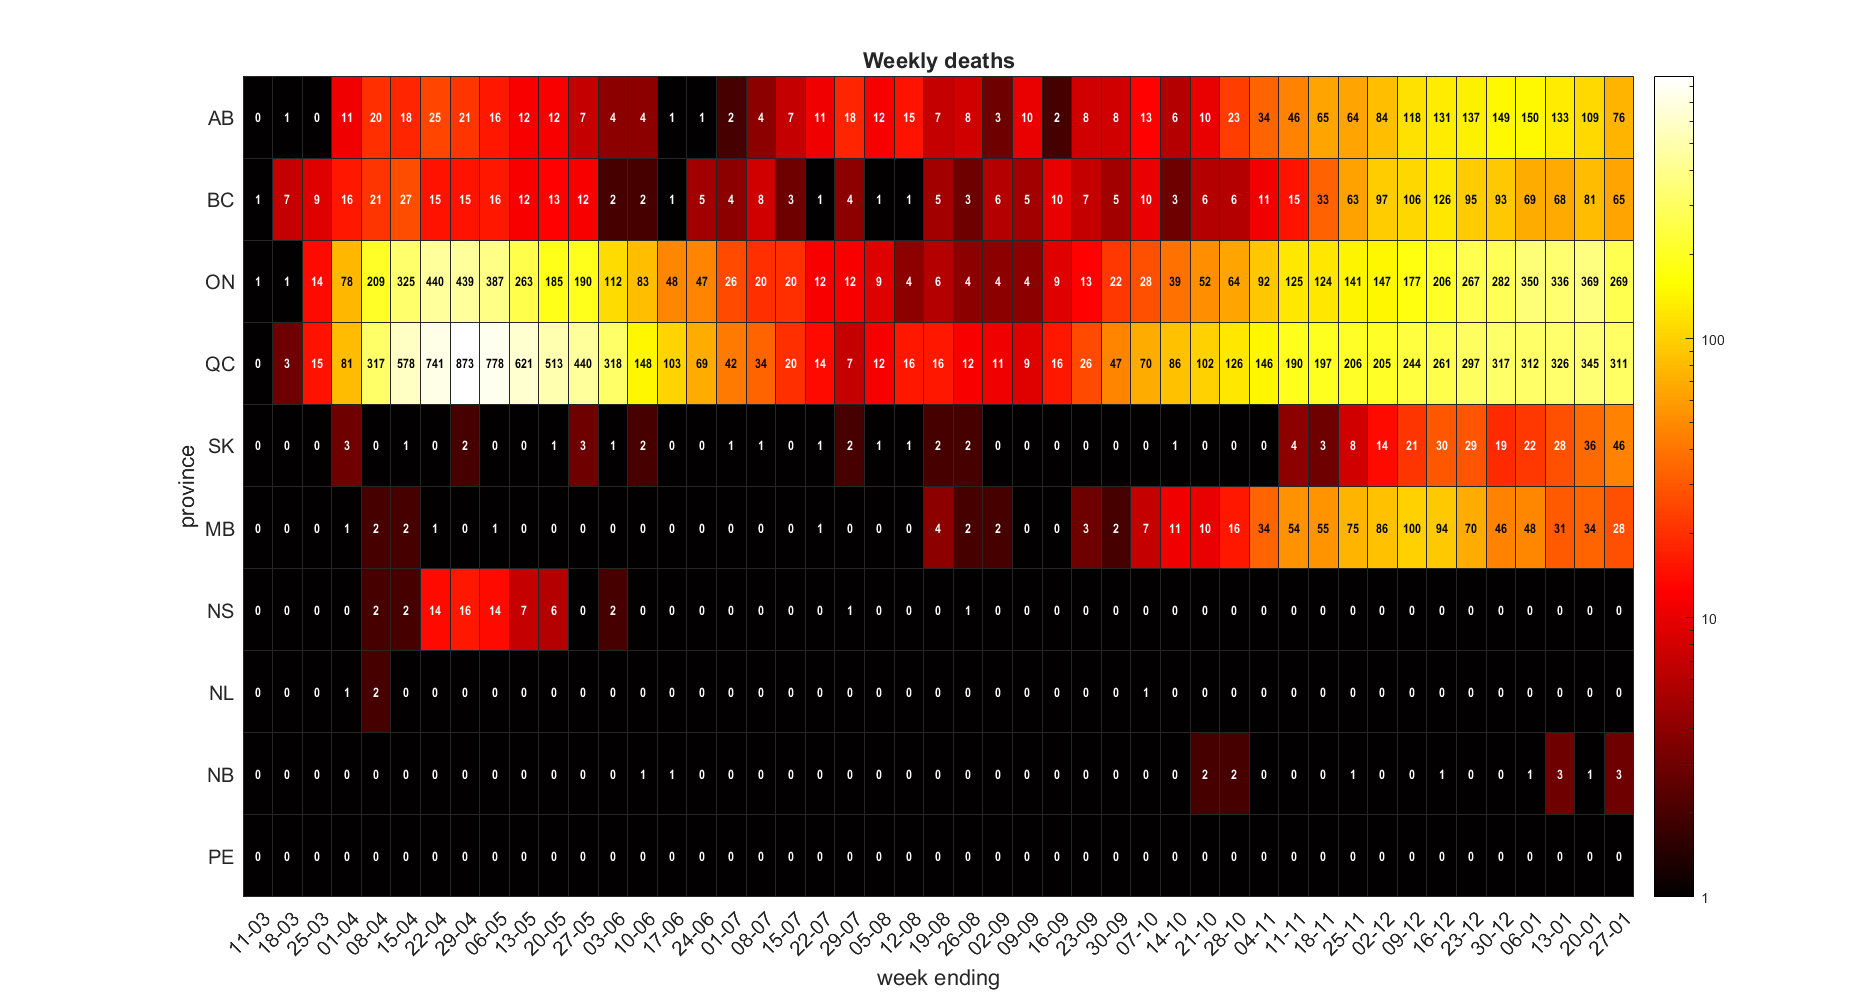 Weekly deaths
AB 0 1 0 11 20 18 25 21 16 12 12 7 4 4 1 1 2 4 7 11 18 12 15 7 8 3 10 2 8 8 13 6 10 23 34 46 65 64 84 118 131 137 149 150 133 109 76
BC 1 7 9 16 21 27 15 15 16 12 13 12 2 2 1 5 4 8 3 1 4 1 1 5 3 6 5 10 7 5 10 3 6 6 11 15 33 63 97 106 126 95 93 69 68 81 65
ON 1 1 14 78 209 325 440 439 387 263 185 190 112 83 48 47 26 20 20 12 12 9 4 6 4 4 4 9 13 22 28 39 52 64 92 125 124 141 147 177 206 267 282 350 336 369 269
QC 0 3 15 81 317 578 741 873 778 621 513 440 318 148 103 69 42 34 20 14 7 12 16 16 12 11 9 16 26 47 70 86 102 126 146 190 197 206 205 244 261 297 317 312 326 345 311
100
SK 0 0 0 3 0 1 0 2 0 0 1 3 1 2 0 0 1 1 0 1 2 1 1 2 2 0 0 0 0 0 0 1 0 0 0 4 3 8 14 21 30 29 19 22 28 36 46
province
MB 0 0 0 1 2 2 1 0 1 0 0 0 0 0 0 0 0 0 0 1 0 0 0 4 2 2 0 0 3 2 7 11 10 16 34 54 55 75 86 100 94 70 46 48 31 34 28
NS 0 0 0 0 2 2 14 16 14 7 6 0 2 0 0 0 0 0 0 0 1 0 0 0 1 0 0 0 0 0 0 0 0 0 0 0 0 0 0 0 0 0 0 0 0 0 0
10
NL 0 0 0 1 2 0 0 0 0 0 0 0 0 0 0 0 0 0 0 0 0 0 0 0 0 0 0 0 0 0 1 0 0 0 0 0 0 0 0 0 0 0 0 0 0 0 0
NB 0 0 0 0 0 0 0 0 0 0 0 0 0 1 1 0 0 0 0 0 0 0 0 0 0 0 0 0 0 0 0 0 2 2 0 0 0 1 0 0 1 0 0 1 3 1 3
PE 0 0 0 0 0 0 0 0 0 0 0 0 0 0 0 0 0 0 0 0 0 0 0 0 0 0 0 0 0 0 0 0 0 0 0 0 0 0 0 0 0 0 0 0 0 0 0
1
11-03 18-03 25-03 01-04 08-04 15-04 22-04 29-04 06-05 13-05 20-05 27-05 03-06 10-06 17-06 24-06 01-07 08-07 15-07 22-07 29-07 05-08 12-08 19-08 26-08 02-09 09-09 16-09 23-09 30-09 07-10 14-10 21-10 28-10 04-11 11-11 18-11 25-11 02-12 09-12 16-12 23-12 30-12 06-01 13-01 20-01 27-01
week ending